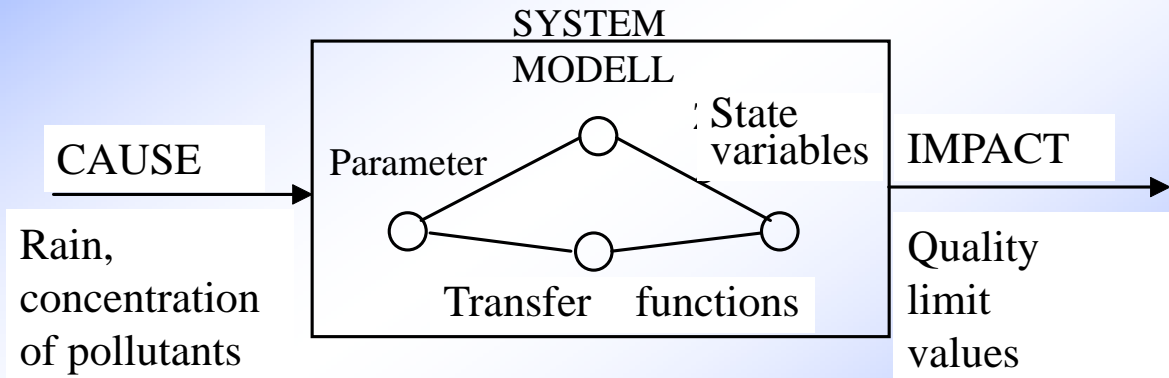 SYSTEM
MODELL
State
variables
CAUSE
Parameter
IMPACT
Rain,
concentration
of pollutants
Transfer functions
Quality
limit
values